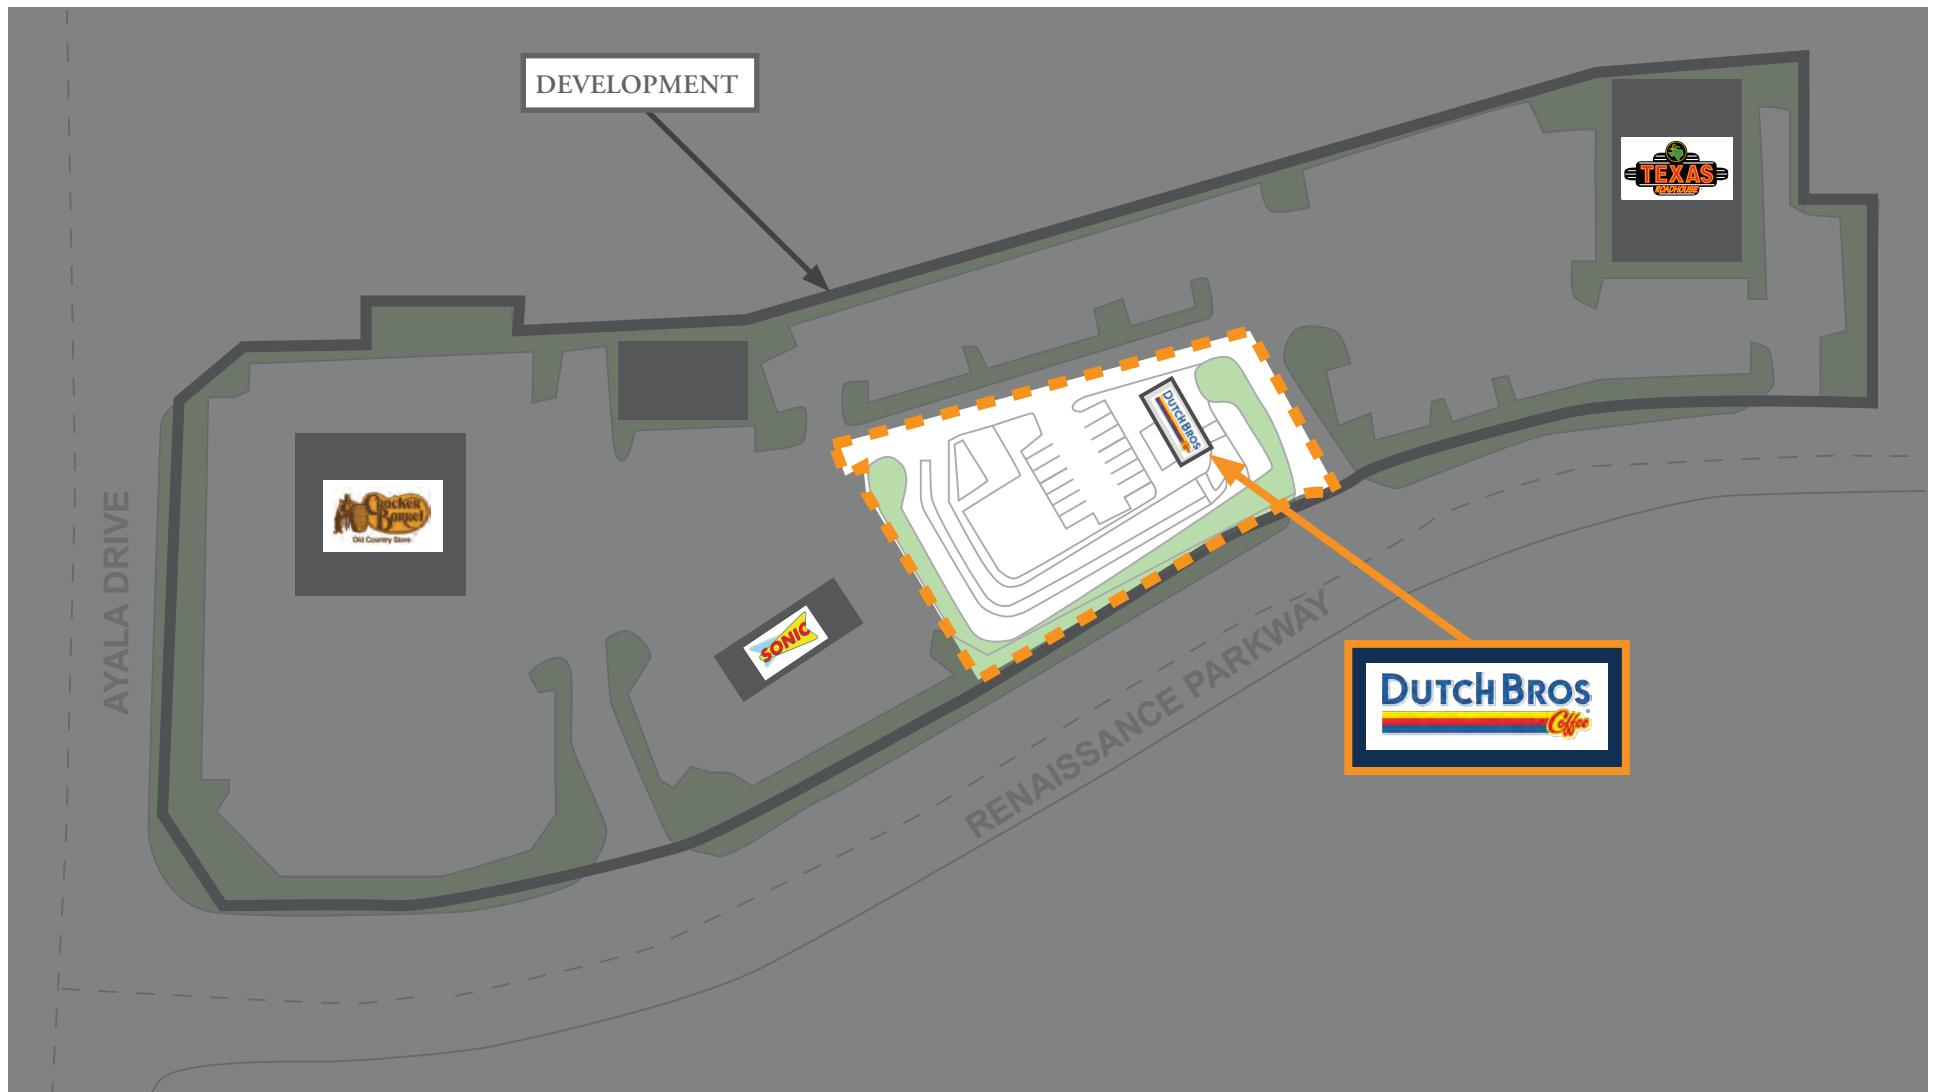 DEVELOPMENT
TEXAS
ROADHOUSE
DUTCH BROS
Cracker
Barrel
Old Country Store
AYALA DRIVE
SONIC
RENAISSANCE PARKWAY
DUTCH BROS
Coffee